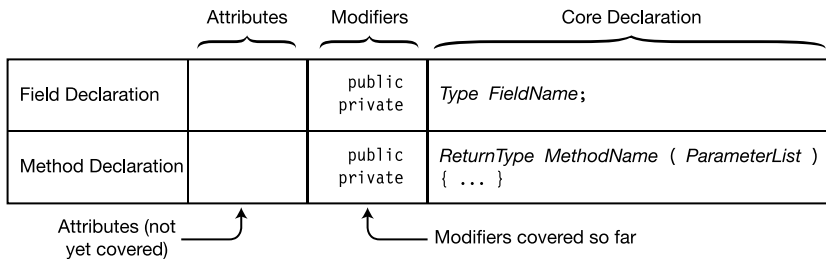 Attributes Modifiers Core Declaration
Field Declaration public private Type FieldName;
Method Declaration public private ReturnType MethodName ( ParameterList ) { ... }
Attributes (not yet covered)
Modifiers covered so far